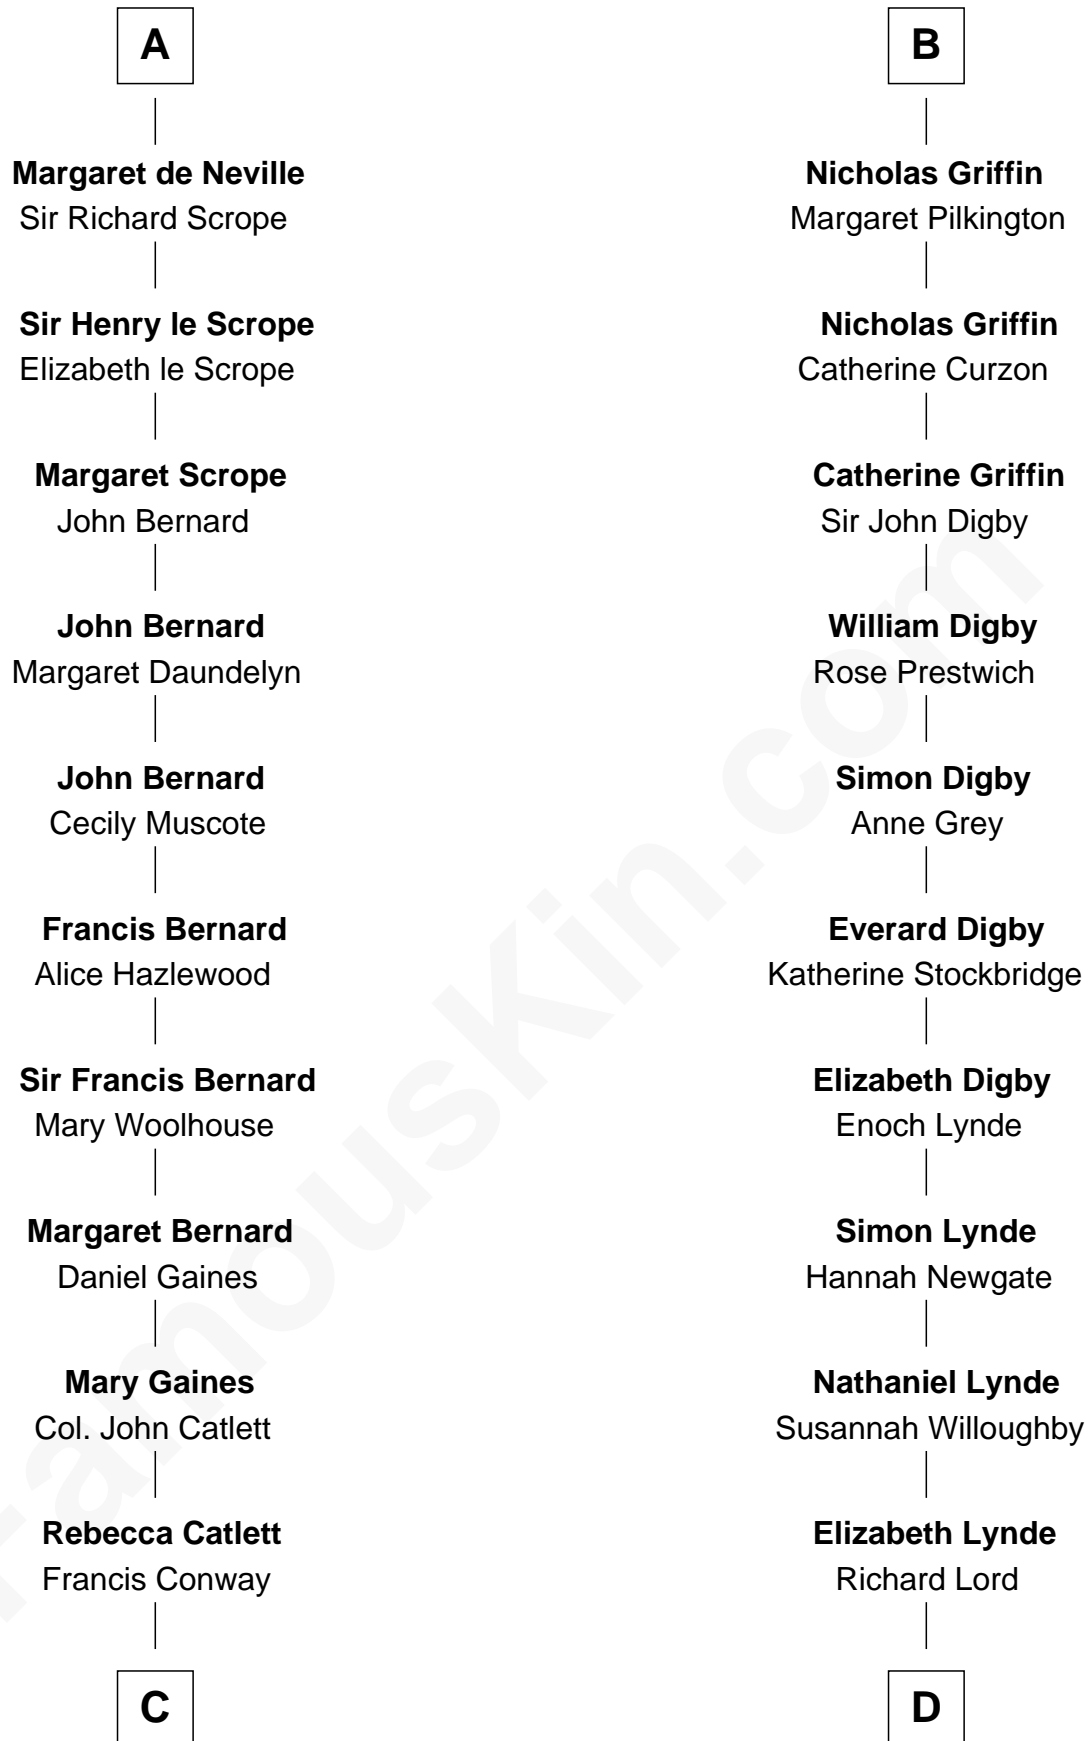 A
Margaret de Neville
Sir Richard Scrope
Sir Henry le Scrope
Elizabeth le Scrope
Margaret Scrope
John Bernard
John Bernard
Margaret Daundelyn
John Bernard
Cecily Muscote
Francis Bernard
Alice Hazlewood
Sir Francis Bernard
Mary Woolhouse
Margaret Bernard
Daniel Gaines
Mary Gaines
Col. John Catlett
Rebecca Catlett
Francis Conway
C
B
Nicholas Griffin
Margaret Pilkington
Nicholas Griffin
Catherine Curzon
Catherine Griffin
Sir John Digby
William Digby
Rose Prestwich
Simon Digby
Anne Grey
Everard Digby
Katherine Stockbridge
Elizabeth Digby
Enoch Lynde
Simon Lynde
Hannah Newgate
Nathaniel Lynde
Susannah Willoughby
Elizabeth Lynde
Richard Lord
D
FamousKin.com